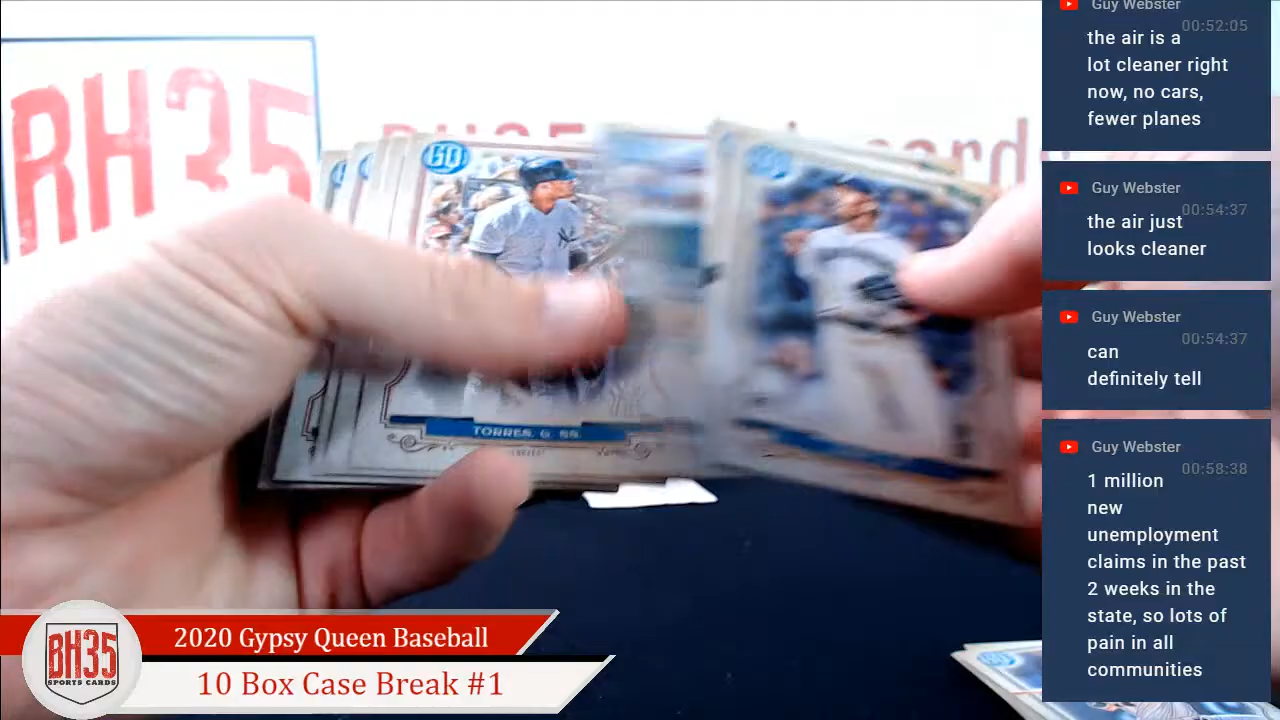 Guy Webster
00:52:05
the air is a
lot cleaner right
now, no cars,
fewer planes
Guy Webster
00:54:37
the air just
looks cleaner
Guy Webster
00:54:37
can
definitely tell
Guy Webster
00:58:38
1 million
new
unemployment
claims in the past
2 weeks in the
state, so lots of
pain in all
communities
BH35
GQ
TORRES, G. SS.
BH35
SPORTS CARDS
2020 Gypsy Queen Baseball
10 Box Case Break #1